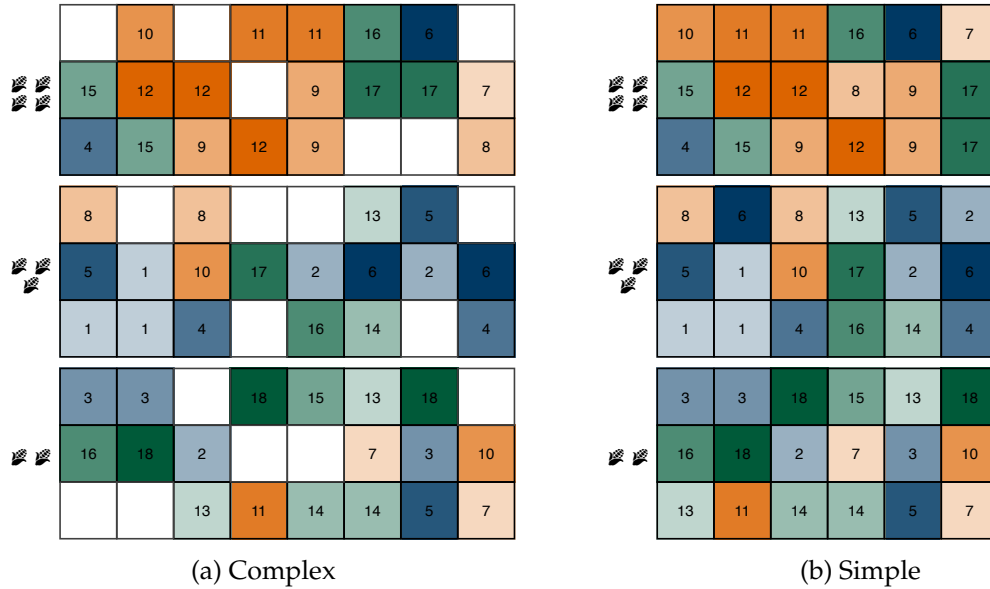 10 11 11 16 6
15 12 12 9 17 17 7
4 15 9 12 9 8
8 8 13 5
5 1 10 17 2 6 2 6
1 1 4 16 14 4
3 3 18 15 13 18
16 18 2 7 3 10
13 11 14 14 5 7
(a) Complex
10 11 11 16 6 7
15 12 12 8 9 17
4 15 9 12 9 17
8 6 8 13 5 2
5 1 10 17 2 6
1 1 4 16 14 4
3 3 18 15 13 18
16 18 2 7 3 10
13 11 14 14 5 7
(b) Simple